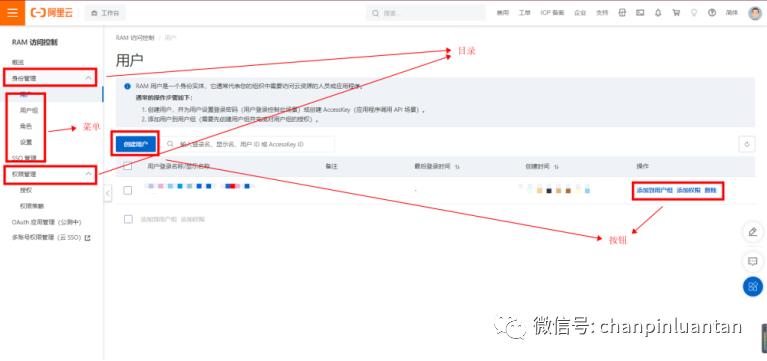 阿里云 工作台 搜索... 费用 工单 ICP 备案 企业 支持 简体
RAM 访问控制
概览
身份管理
用户
用户组
角色
设置
SSO 管理
权限管理
授权
权限策略
OAuth 应用管理（公测中）
多账号权限管理（云 SSO）
菜单
目录
RAM 访问控制 / 用户
用户
RAM 用户是一个身份实体，它通常代表您的组织中需要访问云资源的人员或应用程序。
通常的操作步骤如下：
1. 创建用户，并为用户设置登录密码（用户登录控制台场景）或创建 AccessKey（应用程序调用 API 场景）。
2. 添加用户到用户组（需要先创建用户组并完成对用户组的授权）。
创建用户 输入登录名、显示名、用户 ID 或 AccessKey ID
用户登录名称/显示名称 备注 最后登录时间 创建时间 操作
- 添加到用户组 添加权限 删除
添加到用户组 添加权限
按钮
微信号: chanpinluantan